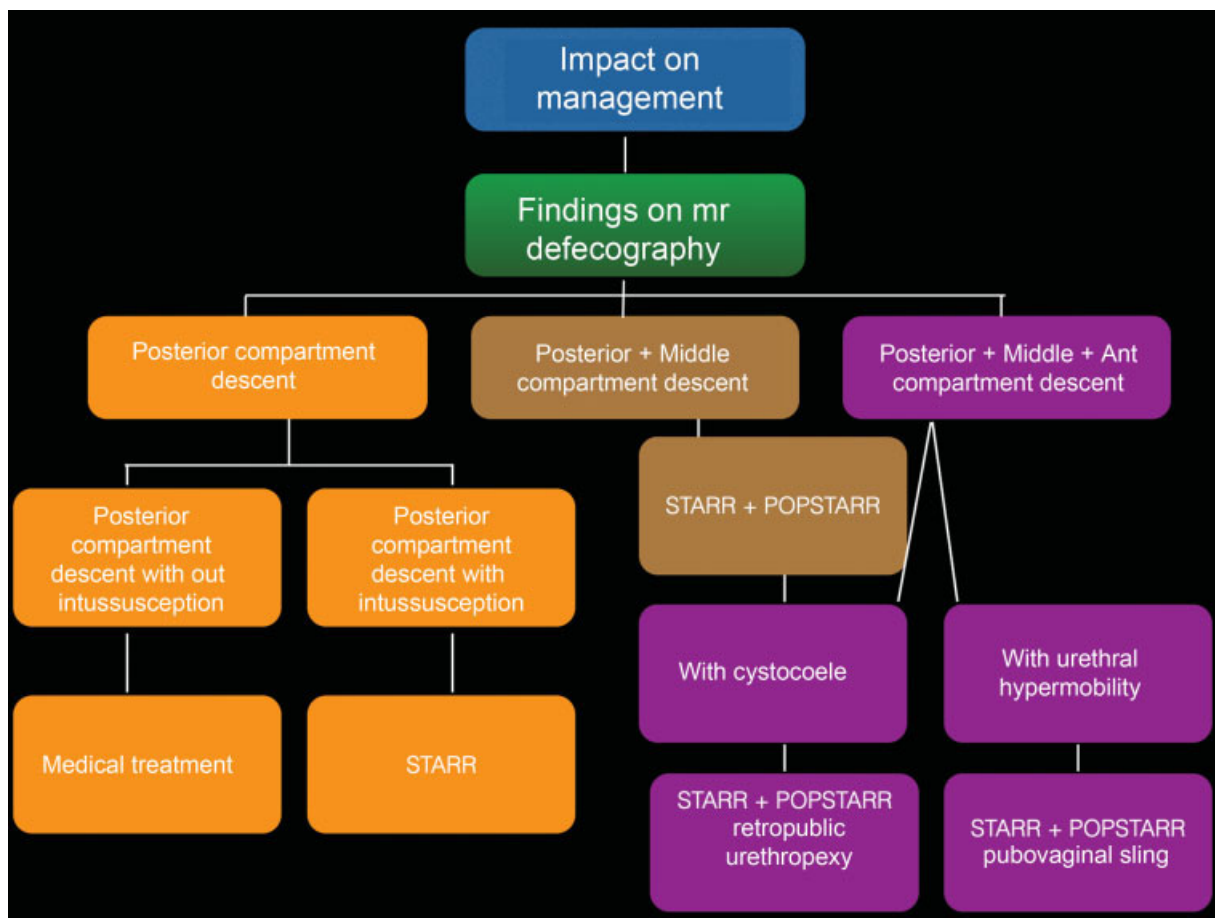 Impact on
management
Findings on mr
defecography
Posterior compartment
descent
Posterior + Middle
compartment descent
Posterior + Middle + Ant
compartment descent
STARR + POPSTARR
Posterior
compartment
descent with out
intussusception
Posterior
compartment
descent with
intussusception
With cystocoele
With urethral
hypermobility
Medical treatment
STARR
STARR + POPSTARR
retropublic
urethropexy
STARR + POPSTARR
pubovaginal sling